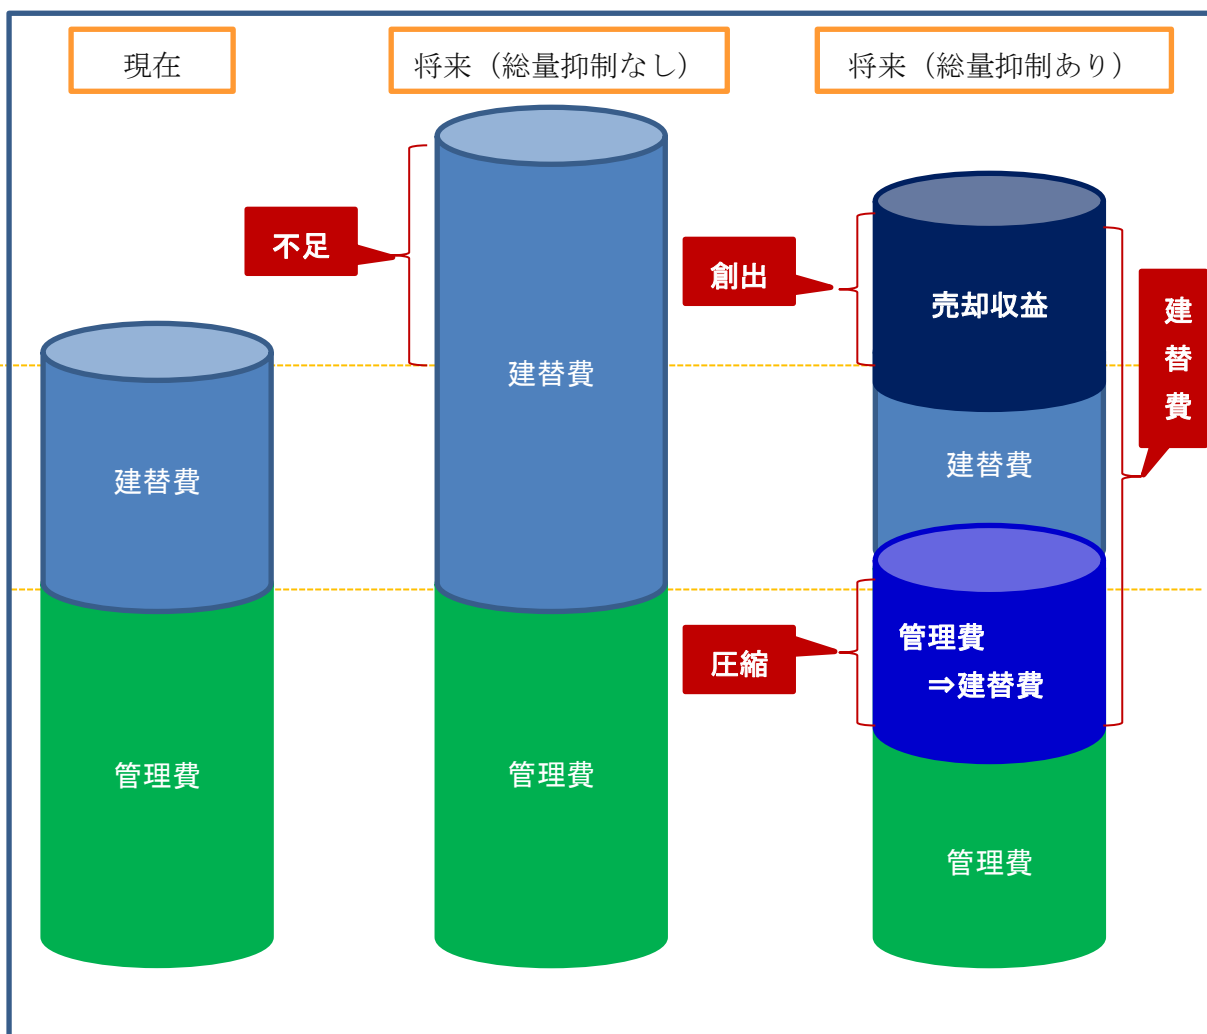 現在
将来（総量抑制なし）
将来（総量抑制あり）
不足
創出
売却収益
建替費
建替費
建替費
建替費
圧縮
管理費
⇒建替費
管理費
管理費
管理費